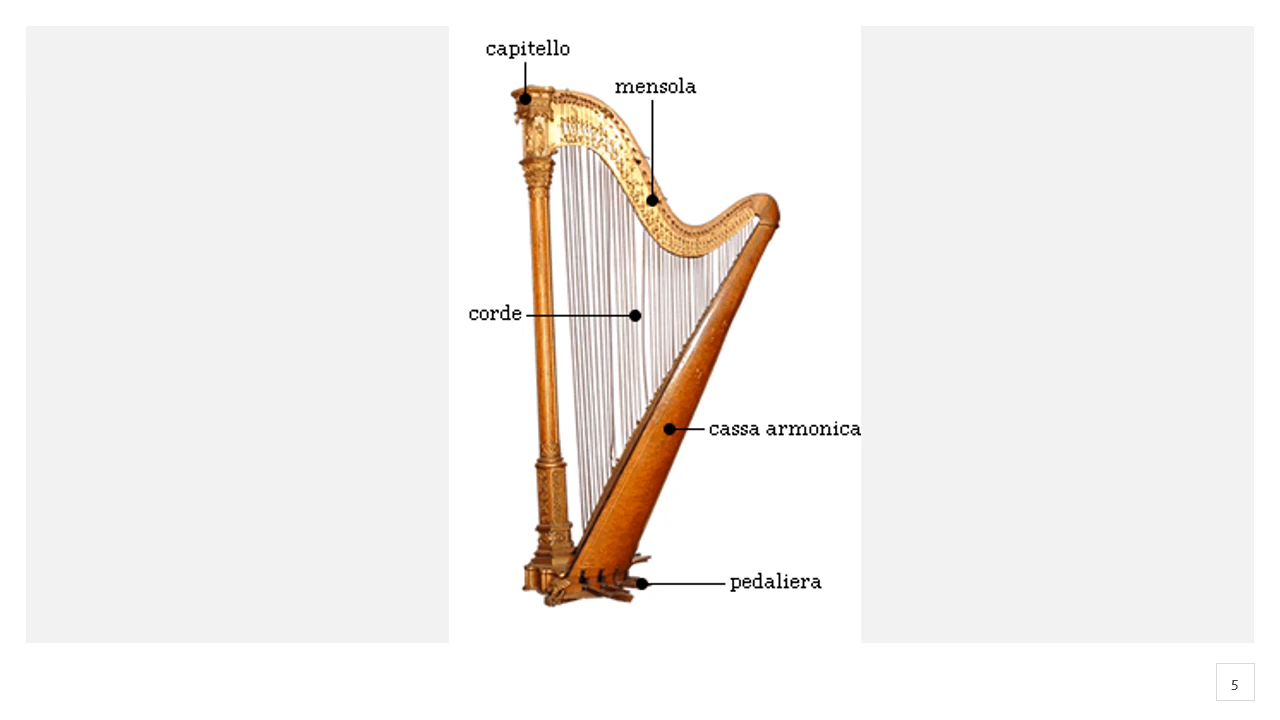 capitello
mensola
corde
cassa armonica
pedaliera
5